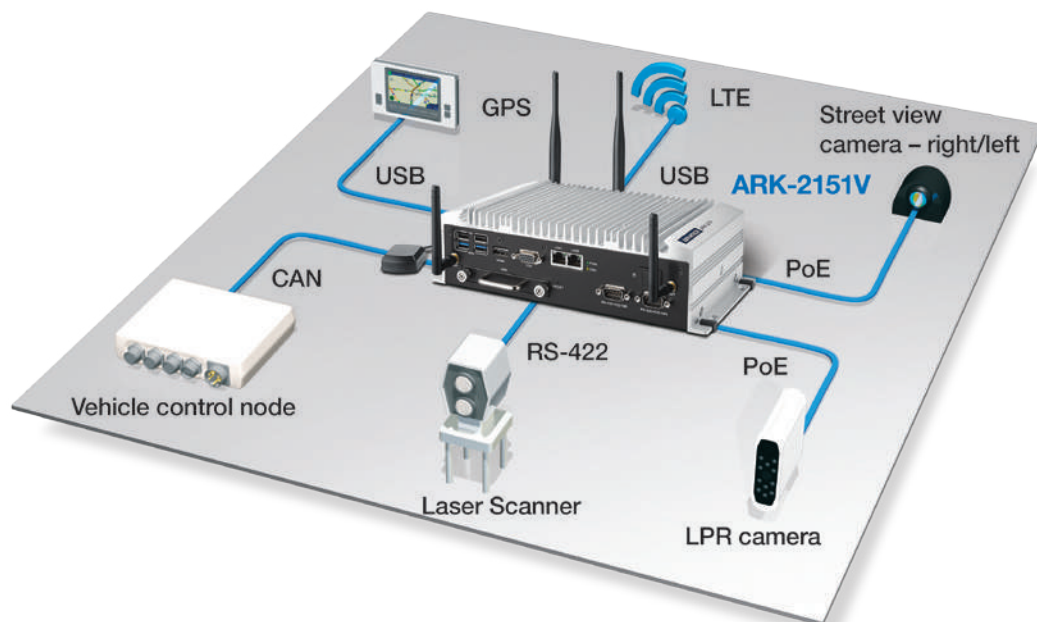 GPS
LTE
Street view
camera – right/left
USB
USB
ARK-2151V
CAN
PoE
RS-422
PoE
Vehicle control node
Laser Scanner
LPR camera